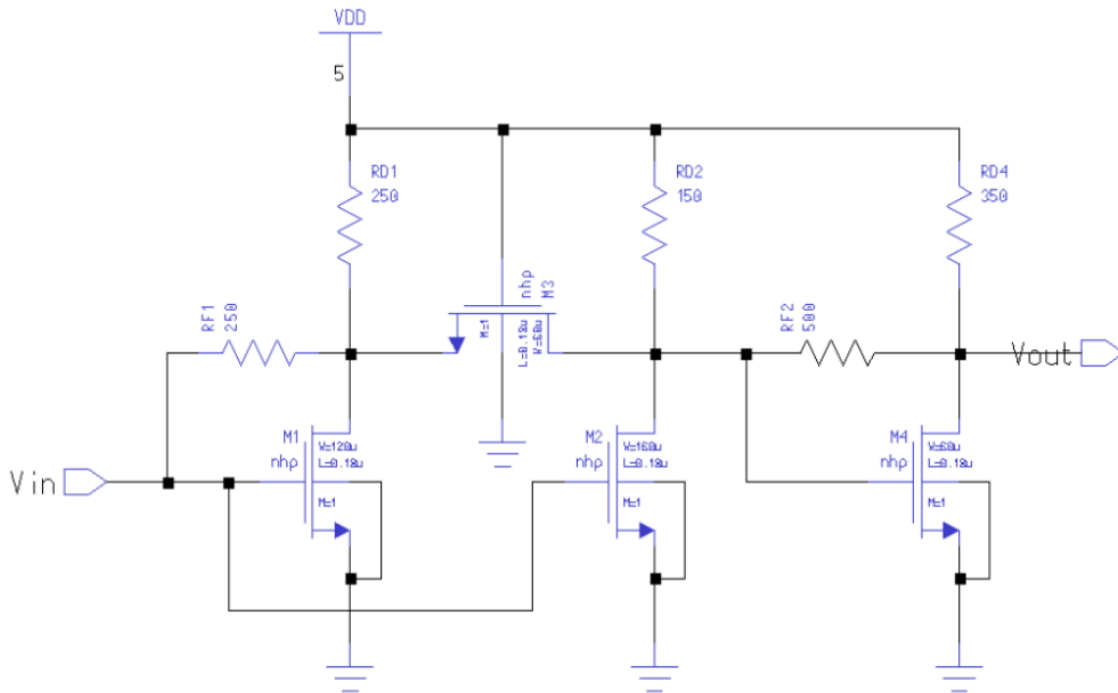 VDD
5
RD1
250
RD2
150
RD4
350
nhp
M3
M=1
L=0.18u
W=60u
RF1
250
RF2
500
Vout
M1
W=120u
L=0.18u
nhp
M=1
M2
W=160u
L=0.18u
nhp
M=1
M4
W=60u
L=0.18u
nhp
M=1
Vin